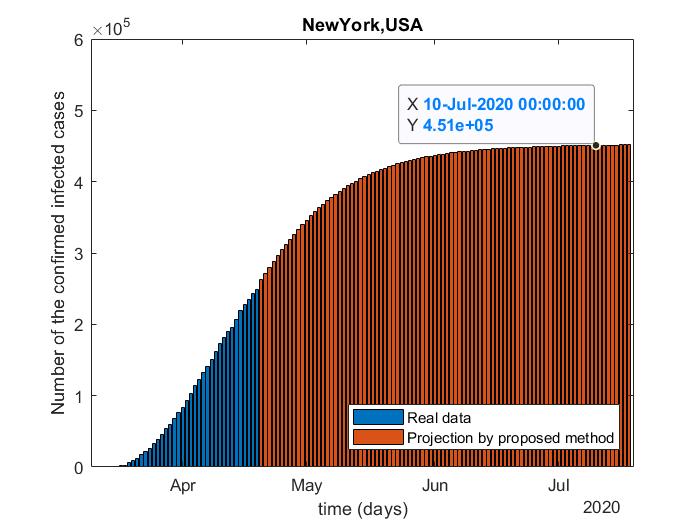 NewYork,USA
×10^5
6
5
4
3
2
1
0
Number of the confirmed infected cases
X 10-Jul-2020 00:00:00
Y 4.51e+05
Real data
Projection by proposed method
Apr May Jun Jul
2020
time (days)